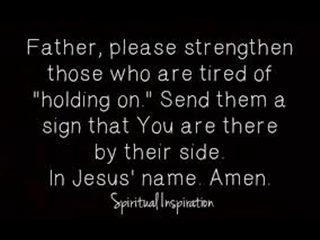 Father, please strengthen
those who are tired of
"holding on." Send them a
sign that You are there
by their side.
In Jesus' name. Amen.
Spiritual Inspiration